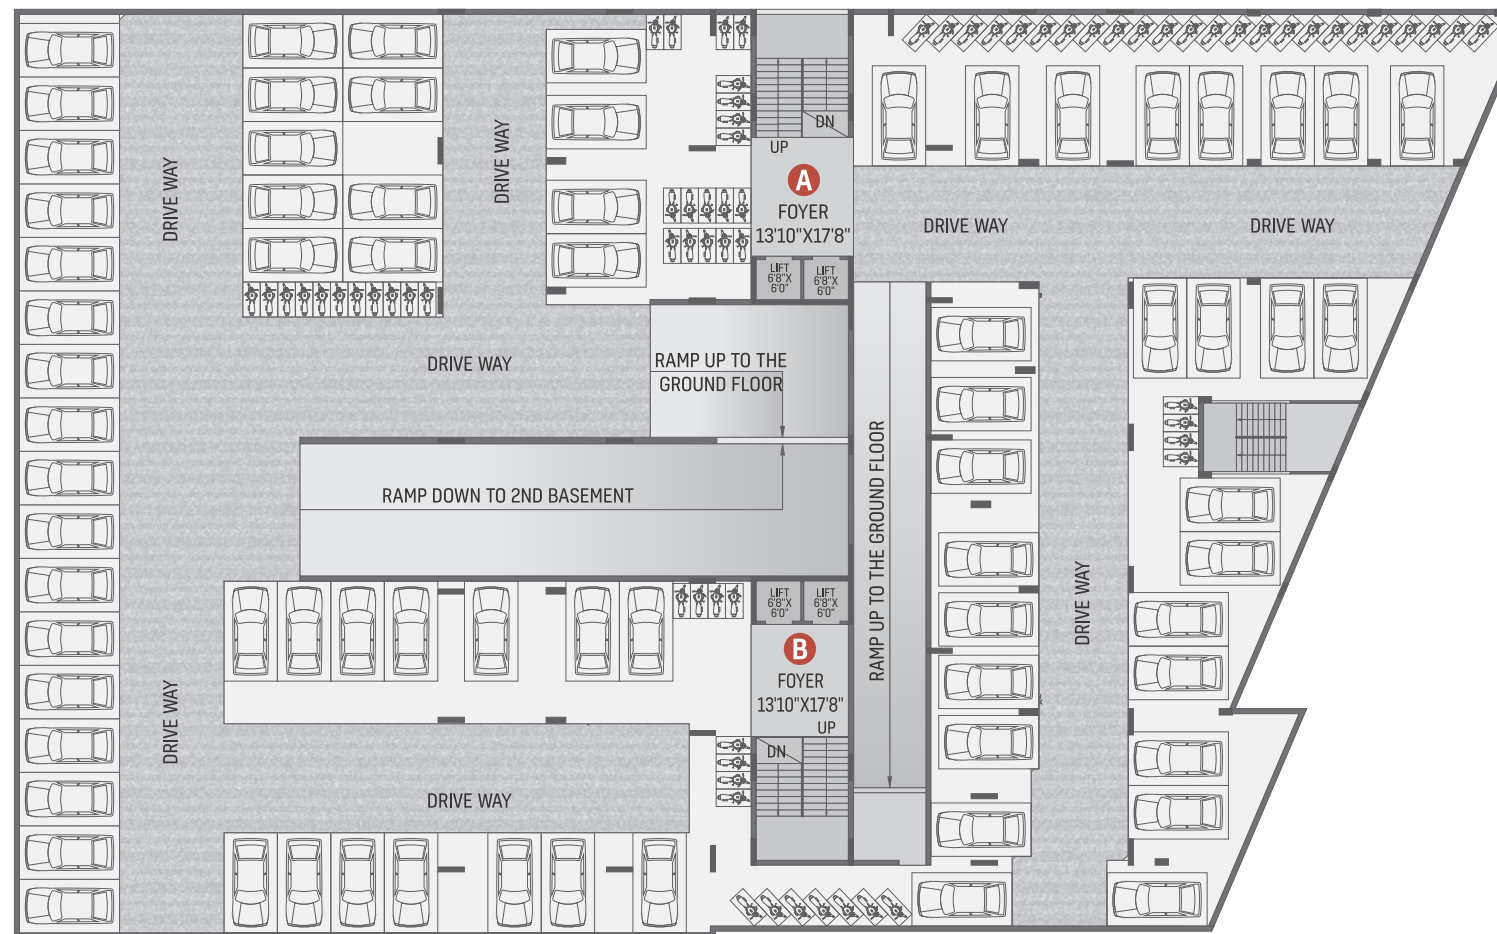 DN
UP
A
FOYER
13'10"X17'8"
LIFT
6'8"X
6'0"
LIFT
6'8"X
6'0"
DRIVE WAY
DRIVE WAY
DRIVE WAY
DRIVE WAY
DRIVE WAY
RAMP UP TO THE
GROUND FLOOR
RAMP DOWN TO 2ND BASEMENT
RAMP UP TO THE GROUND FLOOR
DRIVE WAY
LIFT
6'8"X
6'0"
LIFT
6'8"X
6'0"
B
FOYER
13'10"X17'8"
UP
DN
DRIVE WAY
DRIVE WAY